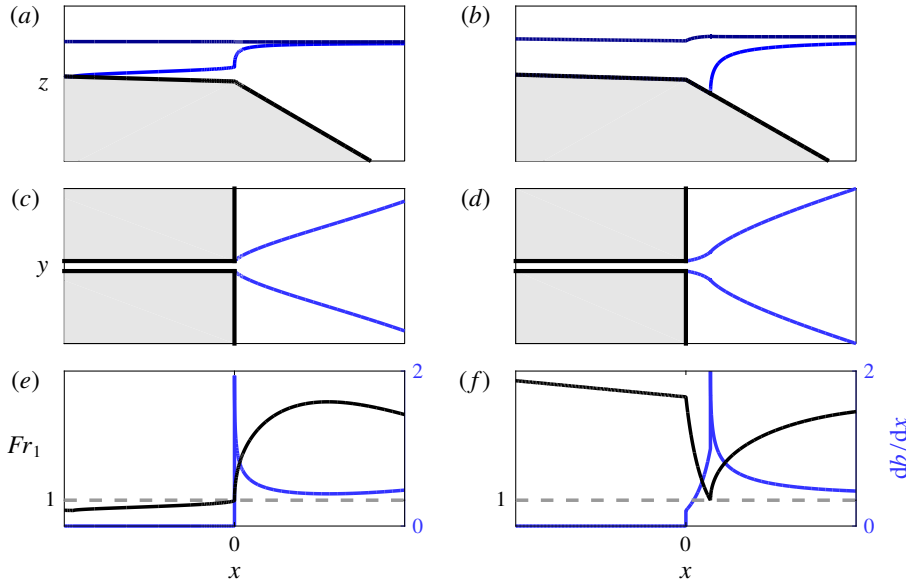 (a) (b)
z
(c) (d)
y
(e) (f)
2 2
Fr₁ db/dx
1 1
0 0
0 0
x x